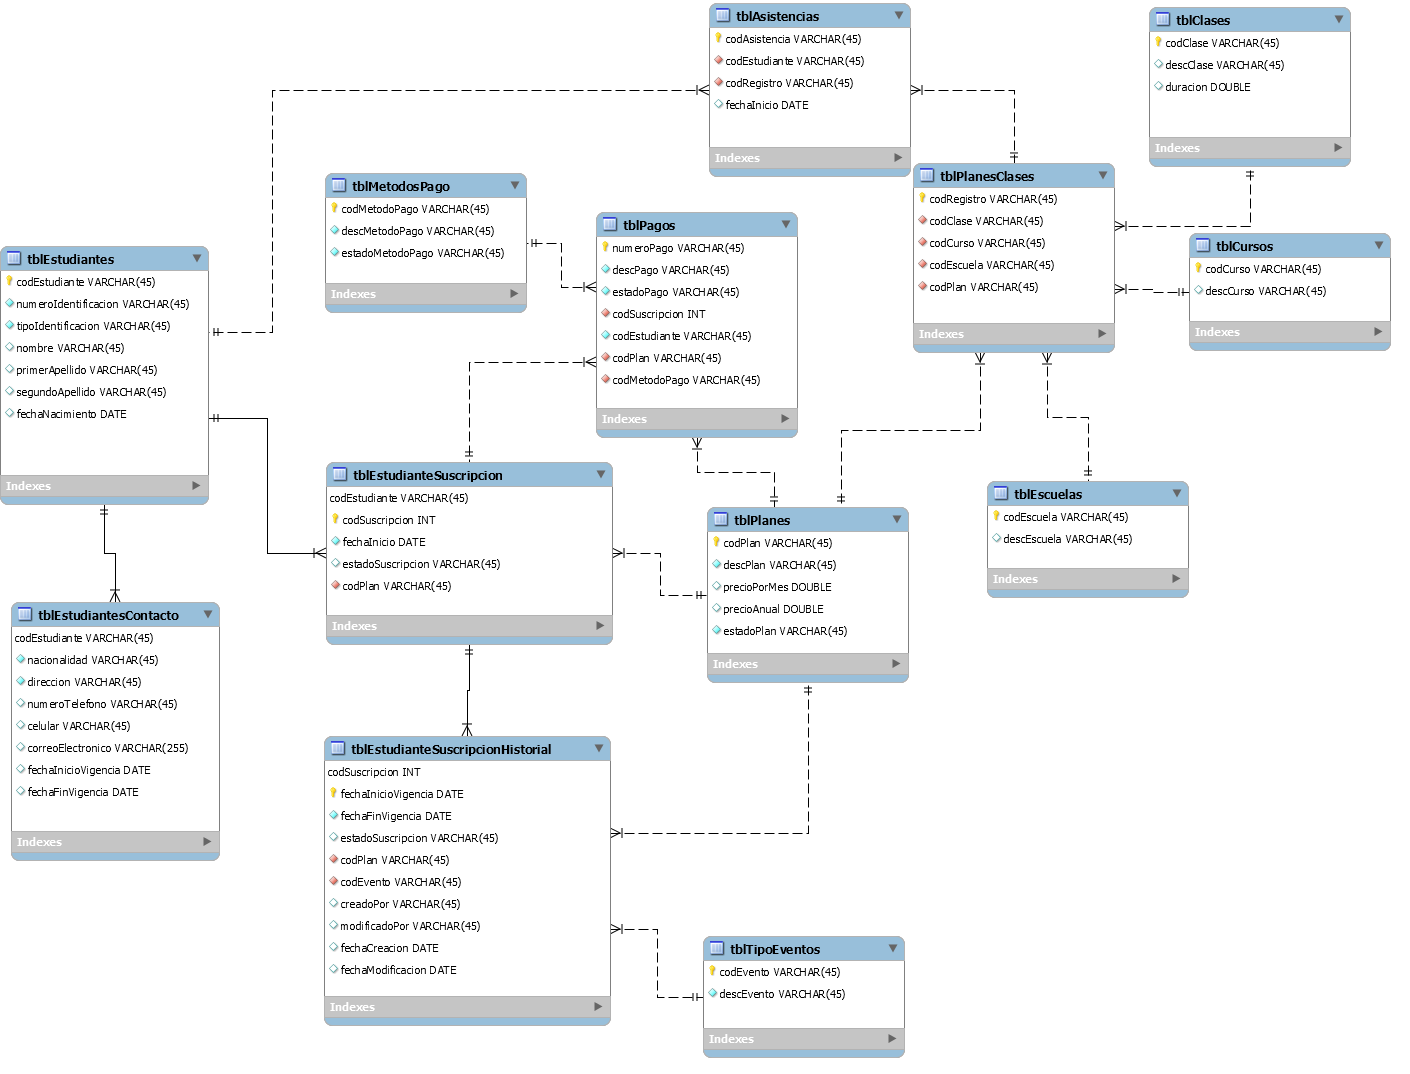 tblAsistencias
codAsistencia VARCHAR(45)
codEstudiante VARCHAR(45)
codRegistro VARCHAR(45)
fechaInicio DATE
Indexes
tblClases
codClase VARCHAR(45)
descClase VARCHAR(45)
duracion DOUBLE
Indexes
tblMetodosPago
codMetodoPago VARCHAR(45)
descMetodoPago VARCHAR(45)
estadoMetodoPago VARCHAR(45)
Indexes
tblPagos
numeroPago VARCHAR(45)
descPago VARCHAR(45)
estadoPago VARCHAR(45)
codSuscripcion INT
codEstudiante VARCHAR(45)
codPlan VARCHAR(45)
codMetodoPago VARCHAR(45)
Indexes
tblPlanesClases
codRegistro VARCHAR(45)
codClase VARCHAR(45)
codCurso VARCHAR(45)
codEscuela VARCHAR(45)
codPlan VARCHAR(45)
Indexes
tblCursos
codCurso VARCHAR(45)
descCurso VARCHAR(45)
Indexes
tblEstudiantes
codEstudiante VARCHAR(45)
numeroIdentificacion VARCHAR(45)
tipoIdentificacion VARCHAR(45)
nombre VARCHAR(45)
primerApellido VARCHAR(45)
segundoApellido VARCHAR(45)
fechaNacimiento DATE
Indexes
tblEstudianteSuscripcion
codEstudiante VARCHAR(45)
codSuscripcion INT
fechaInicio DATE
estadoSuscripcion VARCHAR(45)
codPlan VARCHAR(45)
Indexes
tblPlanes
codPlan VARCHAR(45)
descPlan VARCHAR(45)
precioPorMes DOUBLE
precioAnual DOUBLE
estadoPlan VARCHAR(45)
Indexes
tblEscuelas
codEscuela VARCHAR(45)
descEscuela VARCHAR(45)
Indexes
tblEstudiantesContacto
codEstudiante VARCHAR(45)
nacionalidad VARCHAR(45)
direccion VARCHAR(45)
numeroTelefono VARCHAR(45)
celular VARCHAR(45)
correoElectronico VARCHAR(255)
fechaInicioVigencia DATE
fechaFinVigencia DATE
Indexes
tblEstudianteSuscripcionHistorial
codSuscripcion INT
fechaInicioVigencia DATE
fechaFinVigencia DATE
estadoSuscripcion VARCHAR(45)
codPlan VARCHAR(45)
codEvento VARCHAR(45)
creadoPor VARCHAR(45)
modificadoPor VARCHAR(45)
fechaCreacion DATE
fechaModificacion DATE
Indexes
tblTipoEventos
codEvento VARCHAR(45)
descEvento VARCHAR(45)
Indexes